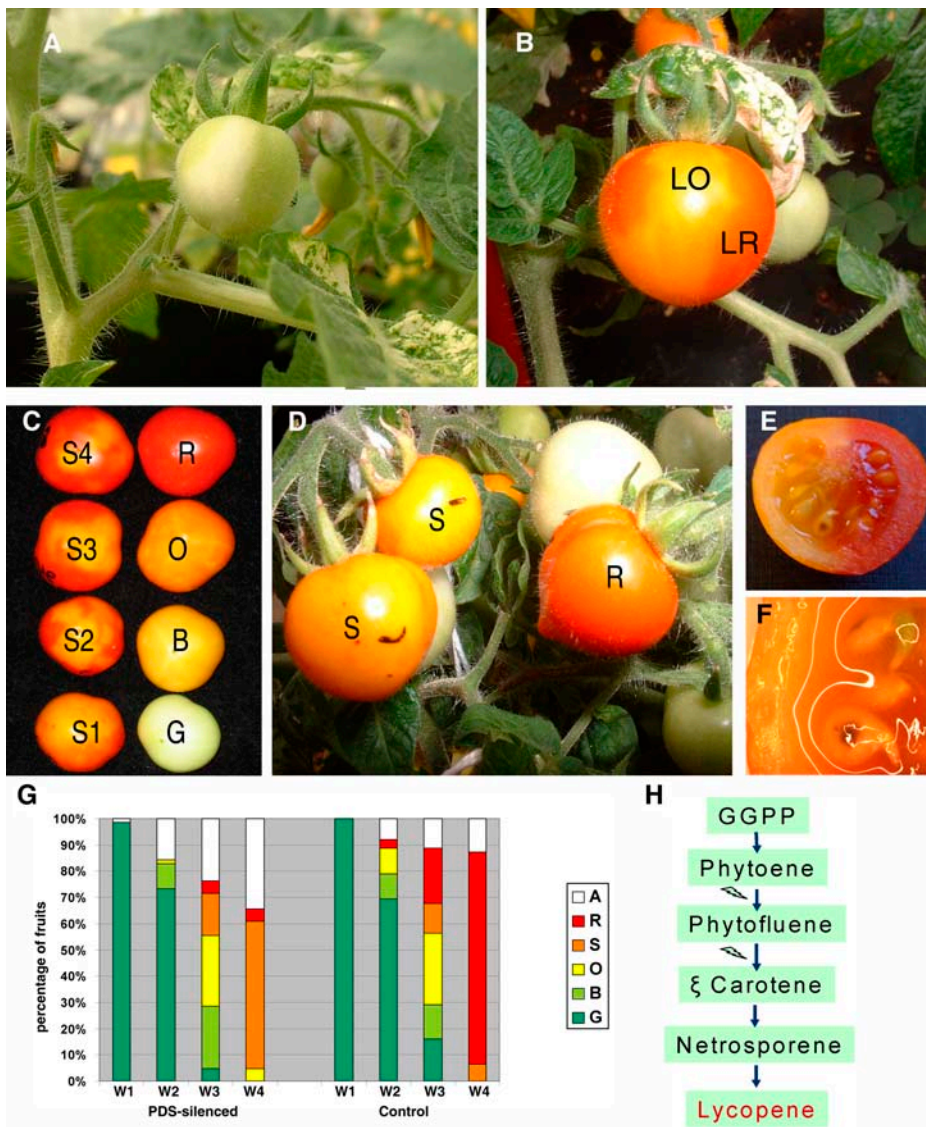 A
B
LO
LR
C
S4 R
S3 O
S2 B
S1 G
D
S
S
R
E
F
G
percentage of fruits
100%
90%
80%
70%
60%
50%
40%
30%
20%
10%
0%
W1 W2 W3 W4 W1 W2 W3 W4
PDS-silenced Control
A
R
S
O
B
G
H
GGPP
Phytoene
Phytofluene
ξ Carotene
Netrosporene
Lycopene